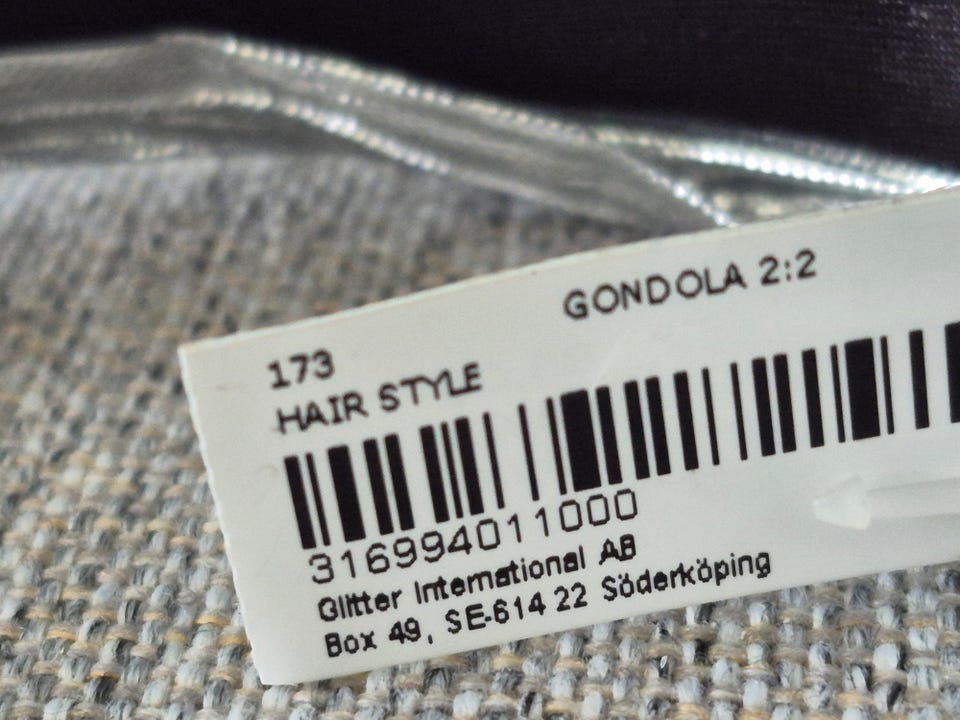 GONDOLA 2:2
173
HAIR STYLE
316994011000
Glitter International AB
Box 49, SE-614 22 Söderköping